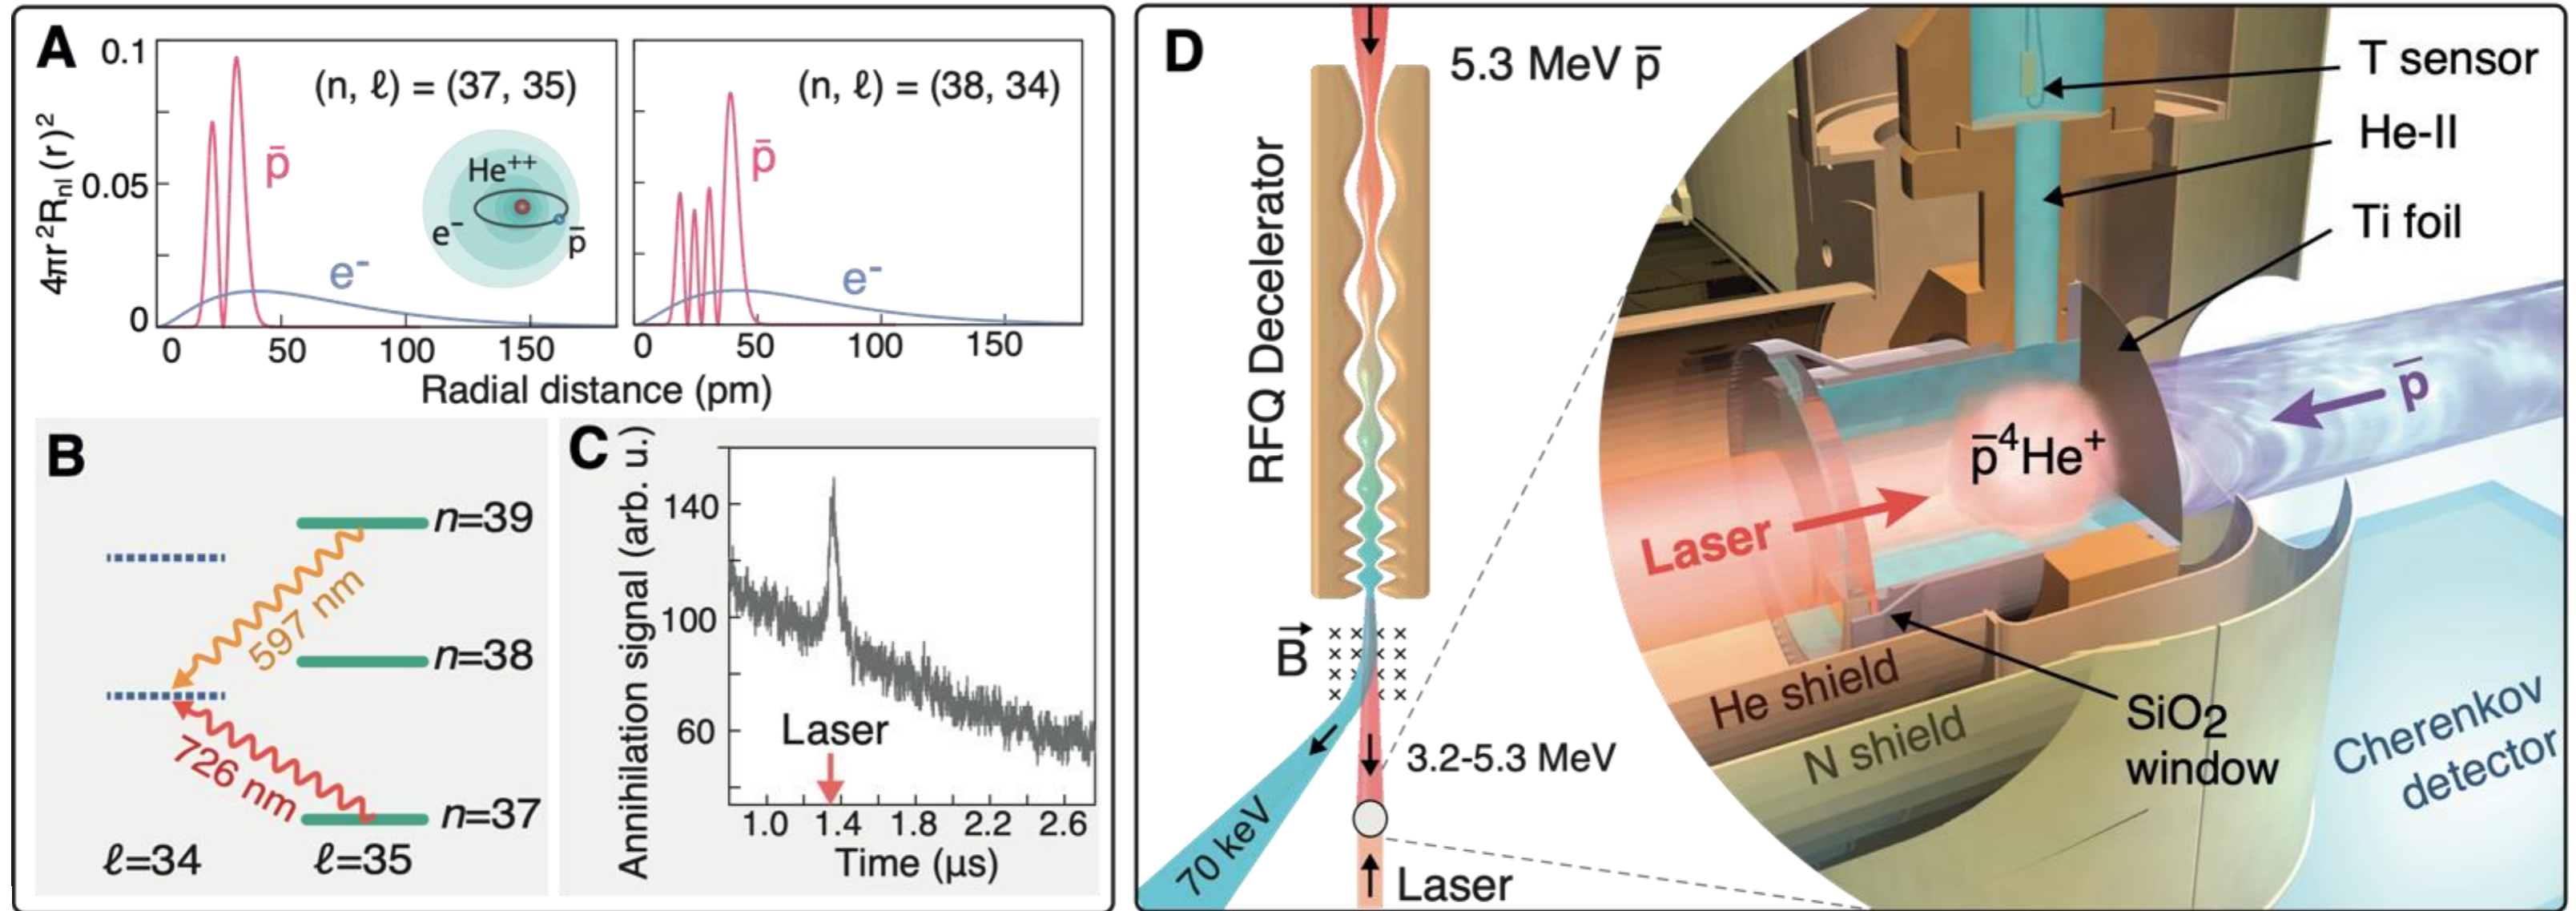 A
4πr²Rnl(r)²
0.1
0.05
0
(n, ℓ) = (37, 35)
p̄
e⁻
He⁺⁺
e⁻
p̄
0 50 100 150
(n, ℓ) = (38, 34)
p̄
e⁻
0 50 100 150
Radial distance (pm)
B
n=39
597 nm
n=38
726 nm
n=37
ℓ=34 ℓ=35
C
Annihilation signal (arb. u.)
140
100
60
Laser
1.0 1.4 1.8 2.2 2.6
Time (μs)
D
5.3 MeV p̄
RFQ Decelerator
B⃗
3.2-5.3 MeV
70 keV
Laser
T sensor
He-II
Ti foil
p̄
p̄⁴He⁺
Laser
He shield
N shield
SiO₂
window
Cherenkov
detector